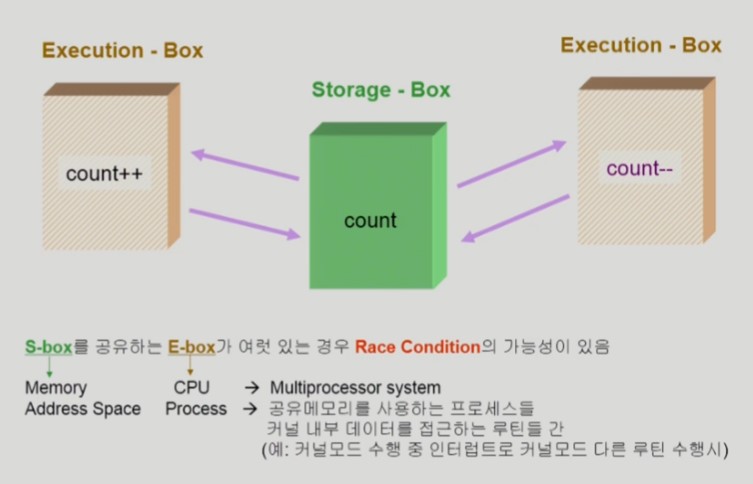 Execution - Box
Execution - Box
Storage - Box
count++
count--
count
S-box를 공유하는 E-box가 여럿 있는 경우 Race Condition의 가능성이 있음
Memory CPU → Multiprocessor system
Address Space Process → 공유메모리를 사용하는 프로세스들
커널 내부 데이터를 접근하는 루틴들 간
(예: 커널모드 수행 중 인터럽트로 커널모드 다른 루틴 수행시)